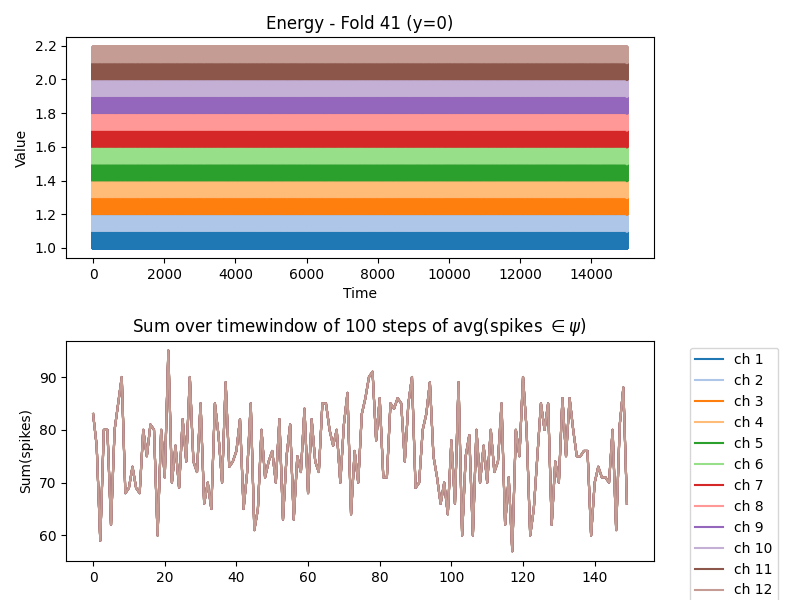 Energy - Fold 41 (y=0)
2.2
2.0
1.8
1.6
1.4
1.2
1.0
Value
0 2000 4000 6000 8000 10000 12000 14000
Time
Sum over timewindow of 100 steps of avg(spikes ∈ ψ)
90
80
70
60
Sum(spikes)
0 20 40 60 80 100 120 140
ch 1
ch 2
ch 3
ch 4
ch 5
ch 6
ch 7
ch 8
ch 9
ch 10
ch 11
ch 12